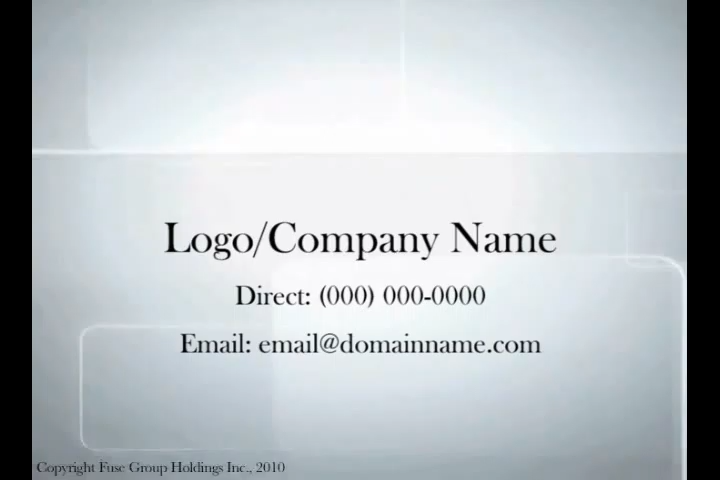 Logo/Company Name
Direct: (000) 000-0000
Email: email@domainname.com
Copyright Fuse Group Holdings Inc., 2010